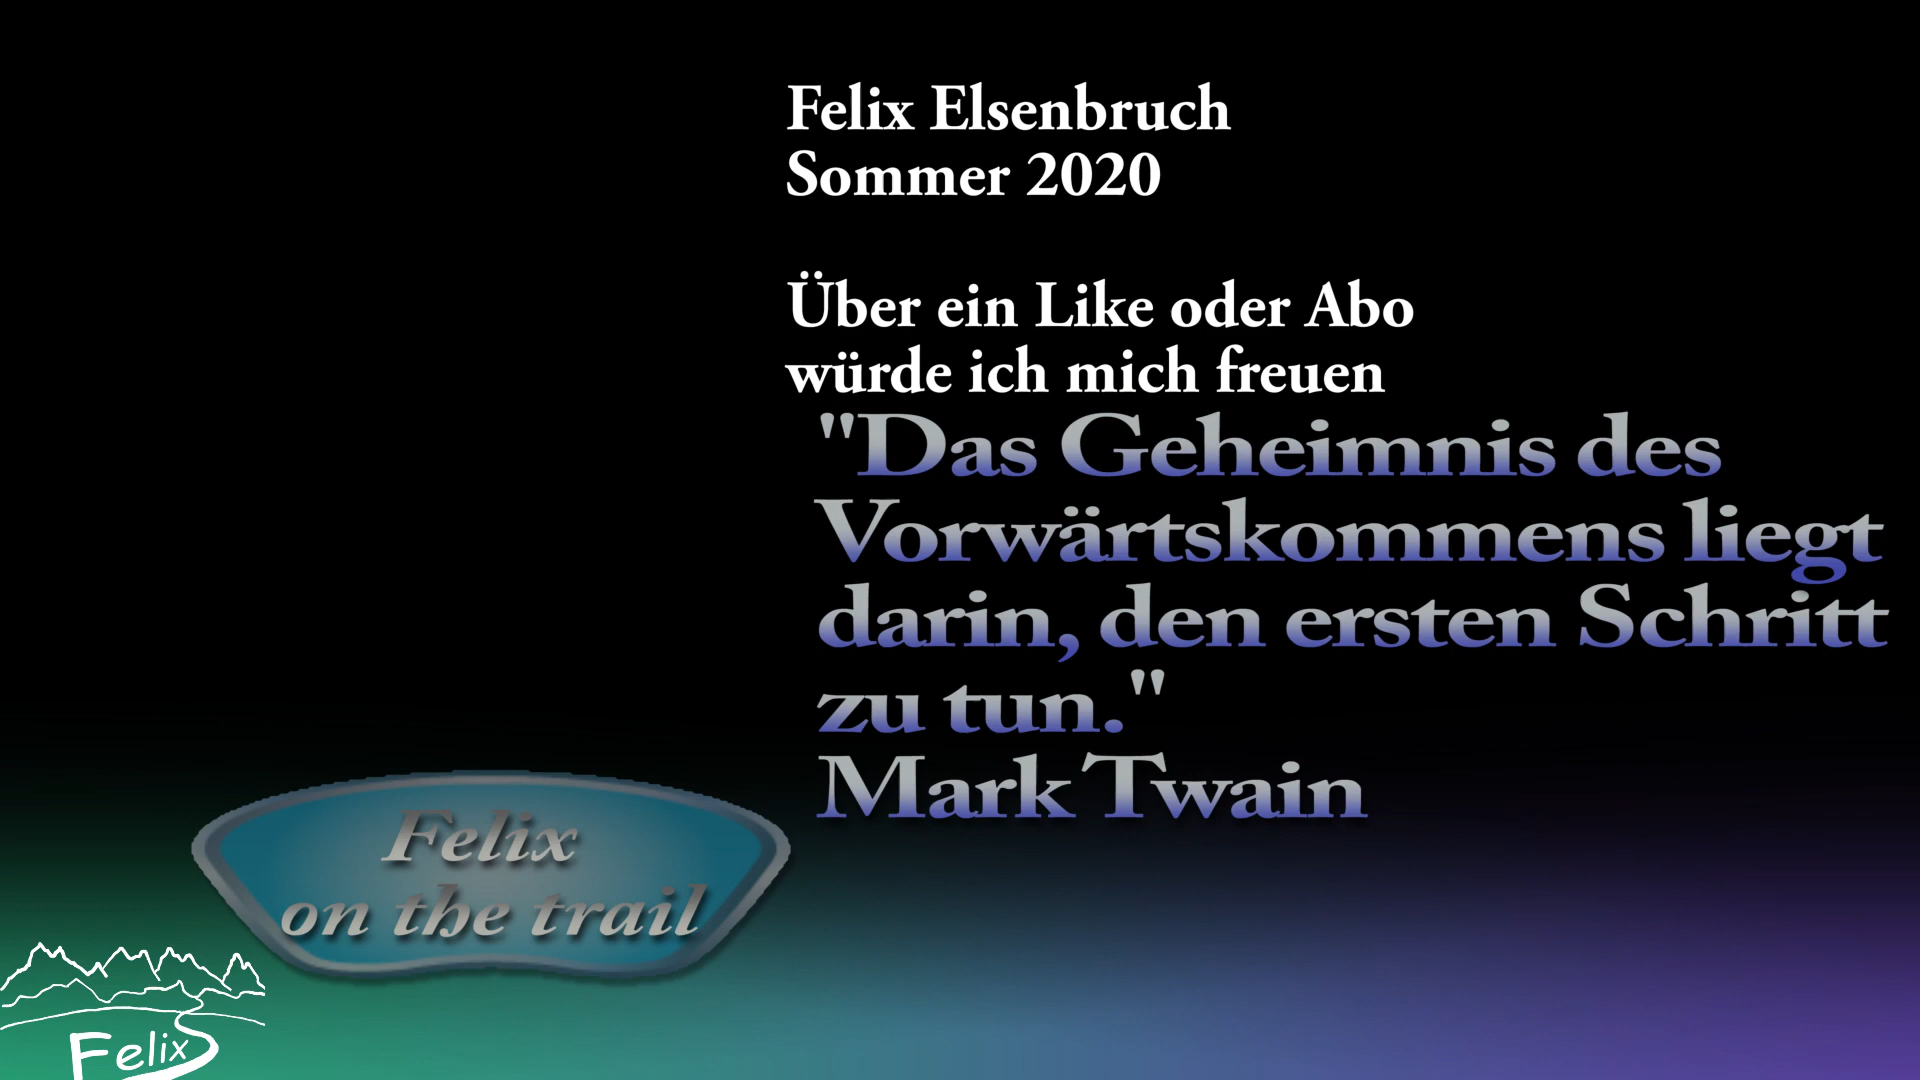 Felix Elsenbruch
Sommer 2020
Über ein Like oder Abo
würde ich mich freuen
"Das Geheimnis des
Vorwärtskommens liegt
darin, den ersten Schritt
zu tun."
Mark Twain
Felix
on the trail
Felix